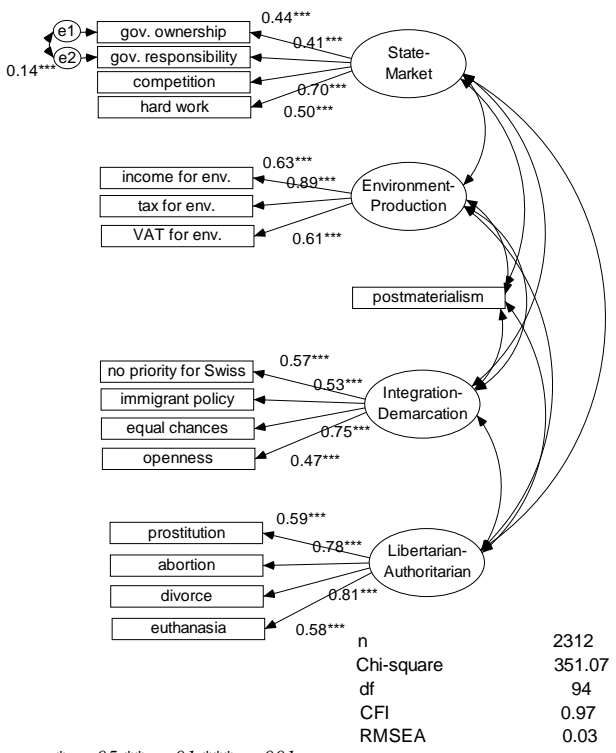 e1
gov. ownership
0.44***
e2
gov. responsibility
0.41***
0.14***
competition
0.70***
hard work
0.50***
State-
Market
income for env.
0.63***
tax for env.
0.89***
VAT for env.
0.61***
Environment-
Production
postmaterialism
no priority for Swiss
0.57***
immigrant policy
0.53***
equal chances
0.75***
openness
0.47***
Integration-
Demarcation
prostitution
0.59***
abortion
0.78***
divorce
0.81***
euthanasia
0.58***
Libertarian-
Authoritarian
n 2312
Chi-square 351.07
df 94
CFI 0.97
RMSEA 0.03